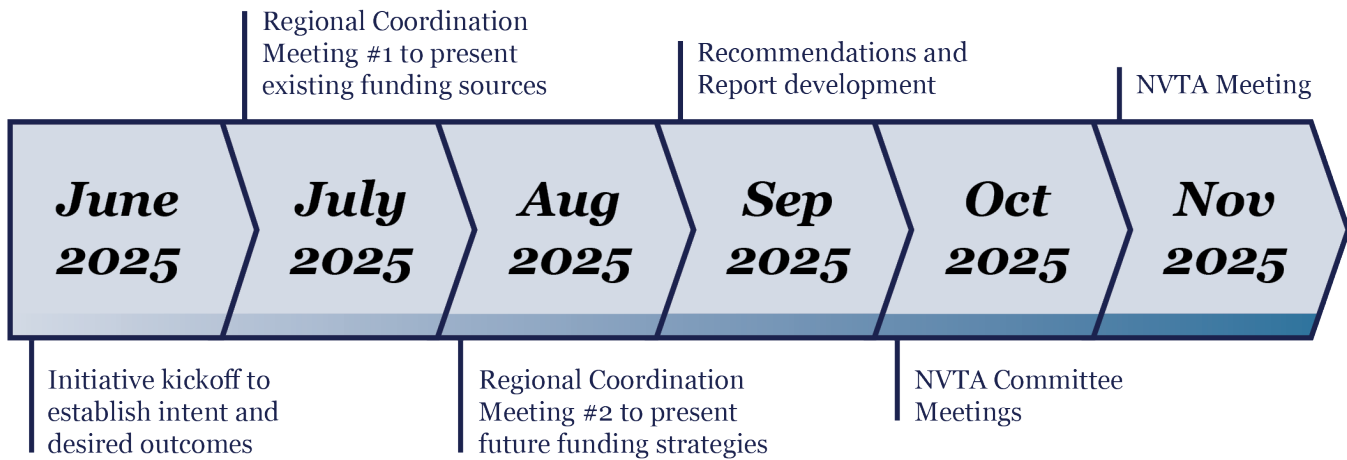 Regional Coordination
Meeting #1 to present
existing funding sources
Recommendations and
Report development
NVTA Meeting
June
2025
July
2025
Aug
2025
Sep
2025
Oct
2025
Nov
2025
Initiative kickoff to
establish intent and
desired outcomes
Regional Coordination
Meeting #2 to present
future funding strategies
NVTA Committee
Meetings